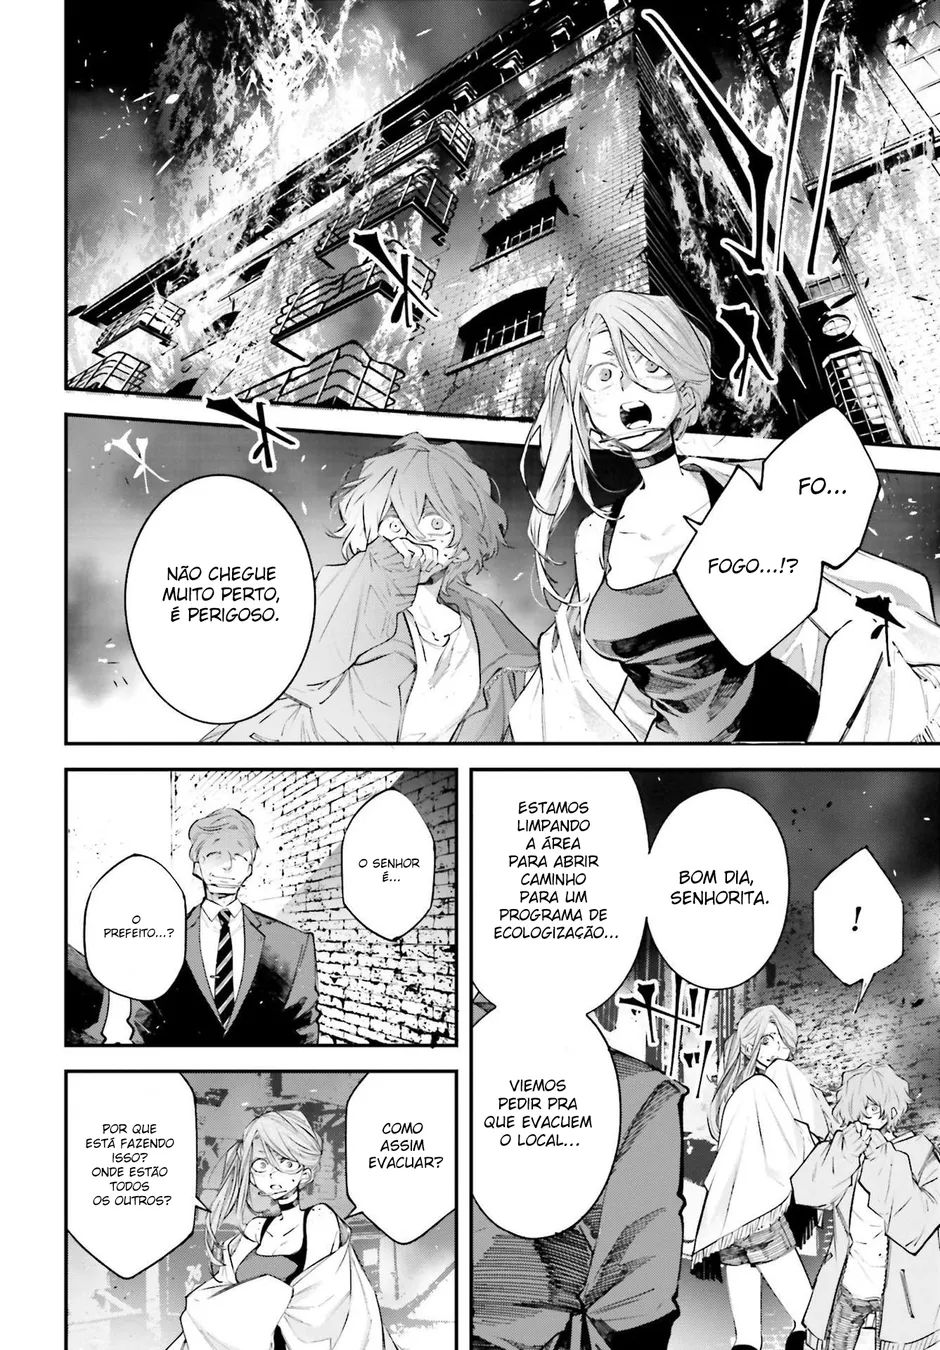 FO...
FOGO...!?
NÃO CHEGUE
MUITO PERTO,
É PERIGOSO.
!
BOM DIA,
SENHORITA.
ESTAMOS
LIMPANDO
A ÁREA
PARA ABRIR
CAMINHO
PARA UM
PROGRAMA DE
ECOLOGIZAÇÃO...
VIEMOS
PEDIR PRA
QUE EVACUEM
O LOCAL...
O SENHOR
É...
O
PREFEITO...?
COMO
ASSIM
EVACUAR?
POR QUE
ESTÁ FAZENDO
ISSO?
ONDE ESTÃO
TODOS
OS OUTROS?